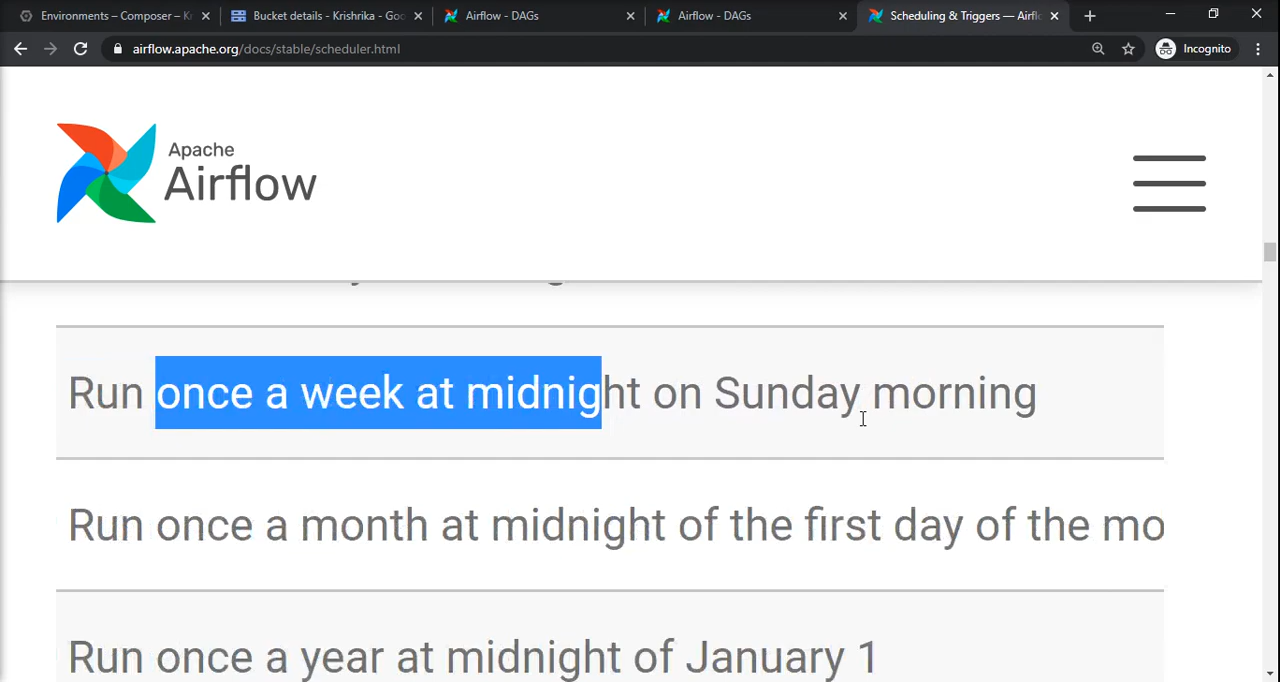 Environments – Composer – K
Bucket details - Krishrika - Goo
Airflow - DAGs
Airflow - DAGs
Scheduling & Triggers — Airfl
airflow.apache.org/docs/stable/scheduler.html
Incognito
Apache
Airflow
Run once a week at midnight on Sunday morning
Run once a month at midnight of the first day of the mo
Run once a year at midnight of January 1